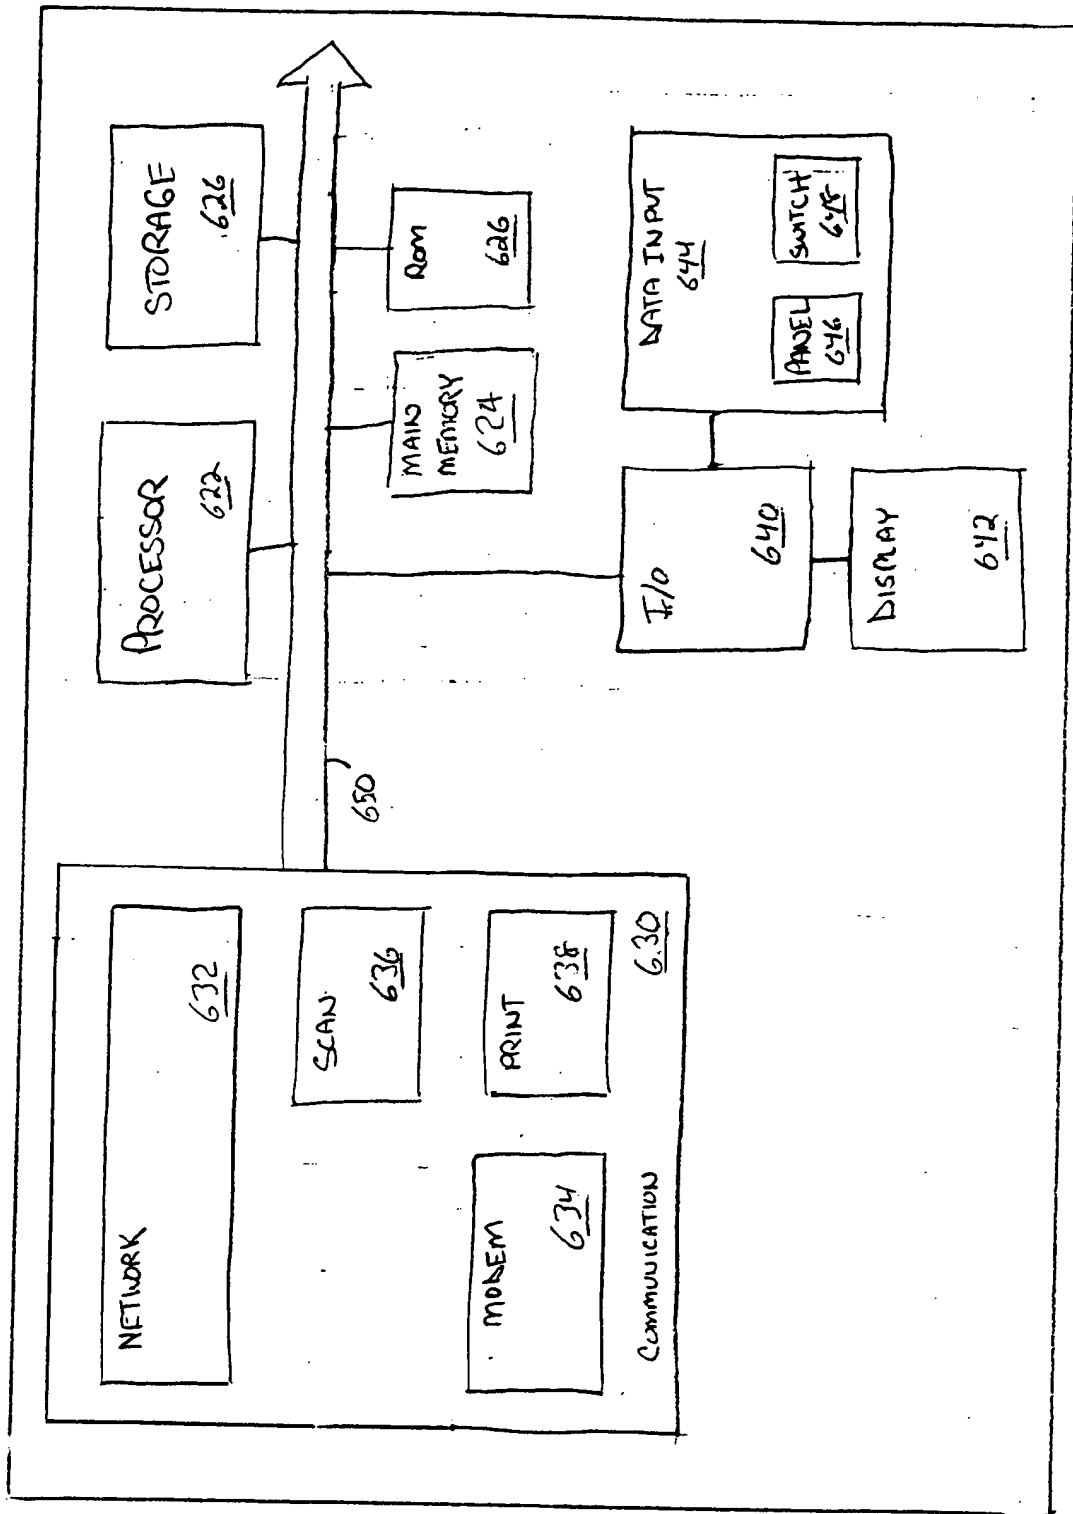 NETWORK
632
SCAN
636
MODEM
634
PRINT
638
COMMUNICATION
630
650
PROCESSOR
622
STORAGE
626
MAIN
MEMORY
624
ROM
626
I/O
640
DISPLAY
642
DATA INPUT
644
PANEL
646
SWITCH
648